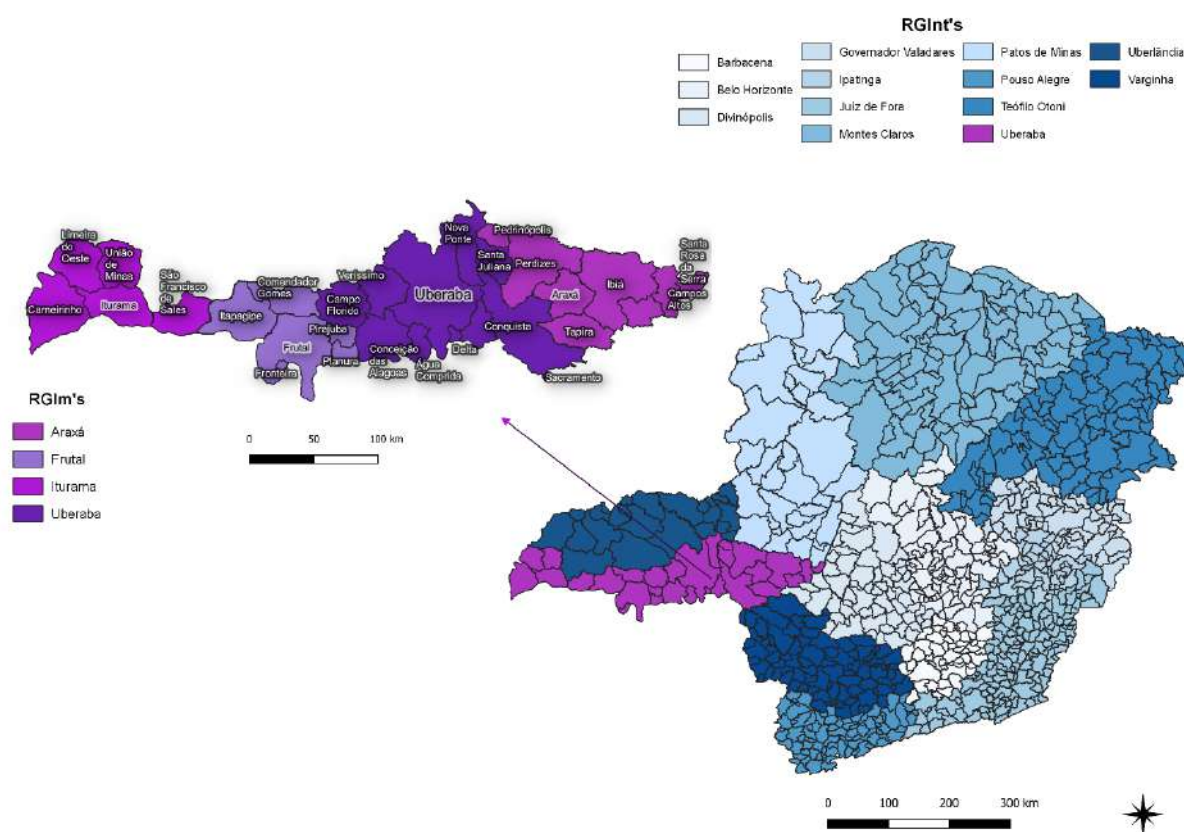 RGInt's
Barbacena
Belo Horizonte
Divinópolis
Governador Valadares
Ipatinga
Juiz de Fora
Montes Claros
Patos de Minas
Pouso Alegre
Teófilo Otoni
Uberaba
Uberlândia
Varginha
Limeira
do
Oeste
União
de
Minas
Carneirinho
Iturama
São
Francisco
de
Sales
Itapagipe
Comandador
Gomes
Frutal
Fronteira
Pirajuba
Planura
Campo
Florido
Veríssimo
Conceição
das
Alagoas
Água
Comprida
Delta
Uberaba
Nova
Ponte
Santa
Juliana
Conquista
Sacramento
Pedrinópolis
Perdizes
Araxá
Tapira
Ibiá
Santa
Rosa
da
Serra
Campos
Altos
RGIm's
Araxá
Frutal
Iturama
Uberaba
0 50 100 km
0 100 200 300 km